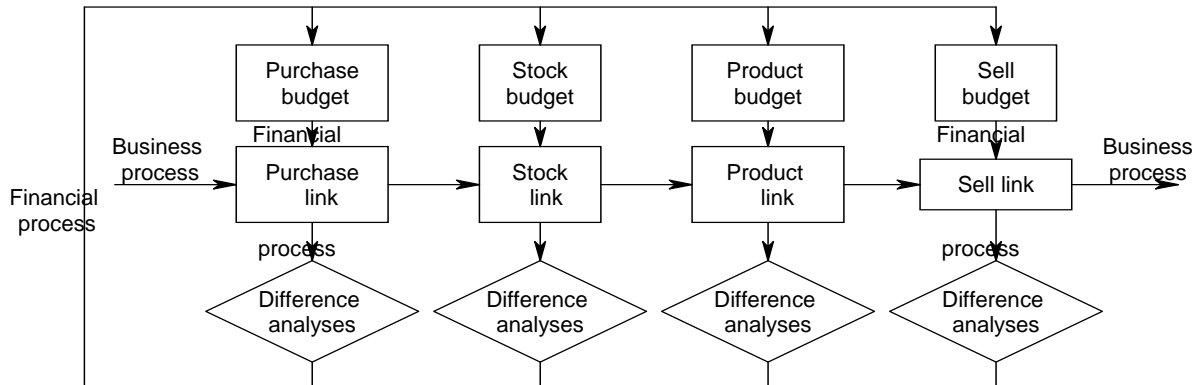 Purchase
budget
Stock
budget
Product
budget
Sell
budget
Financial
Financial
Business
process
Purchase
link
Stock
link
Product
link
Sell link
Business
process
Financial
process
process
process
Difference
analyses
Difference
analyses
Difference
analyses
Difference
analyses